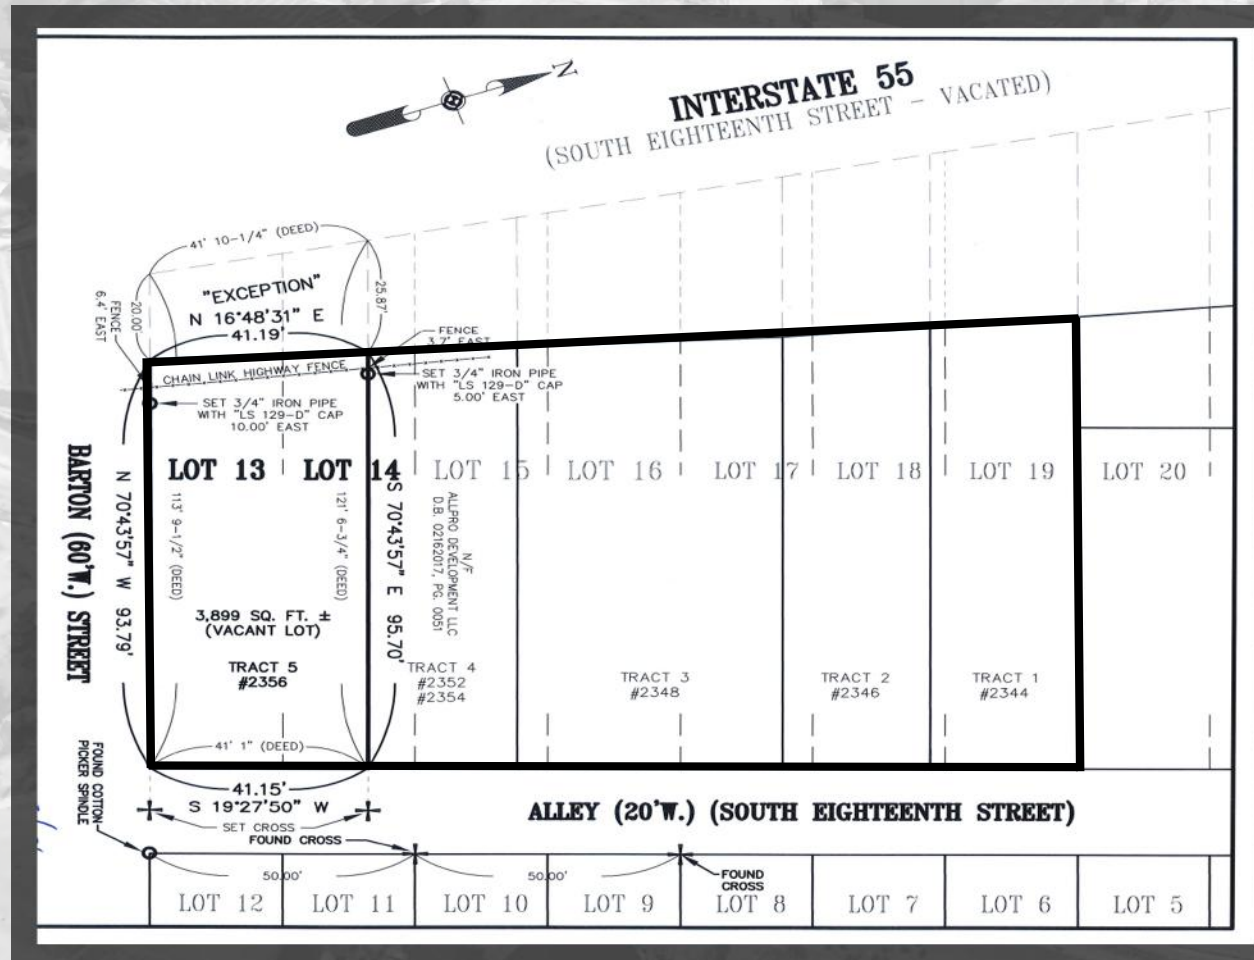 N
INTERSTATE 55
(SOUTH EIGHTEENTH STREET - VACATED)
41' 10-1/4" (DEED)
"EXCEPTION"
N 16°48'31" E
41.19'
20.00'
25.87'
FENCE
6.4' EAST
FENCE
3.7' EAST
CHAIN LINK HIGHWAY FENCE
SET 3/4" IRON PIPE
WITH "LS 129-D" CAP
10.00' EAST
SET 3/4" IRON PIPE
WITH "LS 129-D" CAP
5.00' EAST
BARTON (60'W.) STREET
N 70°43'57" W 93.79'
LOT 13
LOT 14
LOT 15
LOT 16
LOT 17
LOT 18
LOT 19
LOT 20
113' 9-1/2" (DEED)
121' 6-3/4" (DEED)
S 70°43'57" E 95.70'
N/F
ALLPRO DEVELOPMENT LLC
D.B. 02162017, PG. 0051
3,899 SQ. FT. ±
(VACANT LOT)
TRACT 5
#2356
TRACT 4
#2352
#2354
TRACT 3
#2348
TRACT 2
#2346
TRACT 1
#2344
41' 1" (DEED)
41.15'
S 19°27'50" W
SET CROSS
FOUND CROSS
FOUND COTTON
PICKER SPINDLE
ALLEY (20'W.) (SOUTH EIGHTEENTH STREET)
50.00'
50.00'
FOUND
CROSS
LOT 12
LOT 11
LOT 10
LOT 9
LOT 8
LOT 7
LOT 6
LOT 5